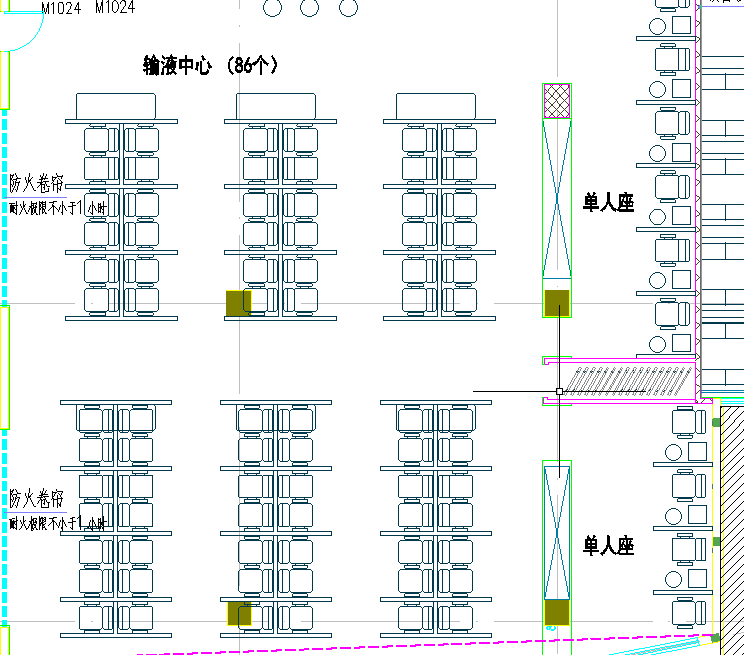 M1024
M1024
输液中心 （86个）
防火卷帘
耐火极限不小于1 小时
单人座
防火卷帘
耐火极限不小于1 小时
单人座